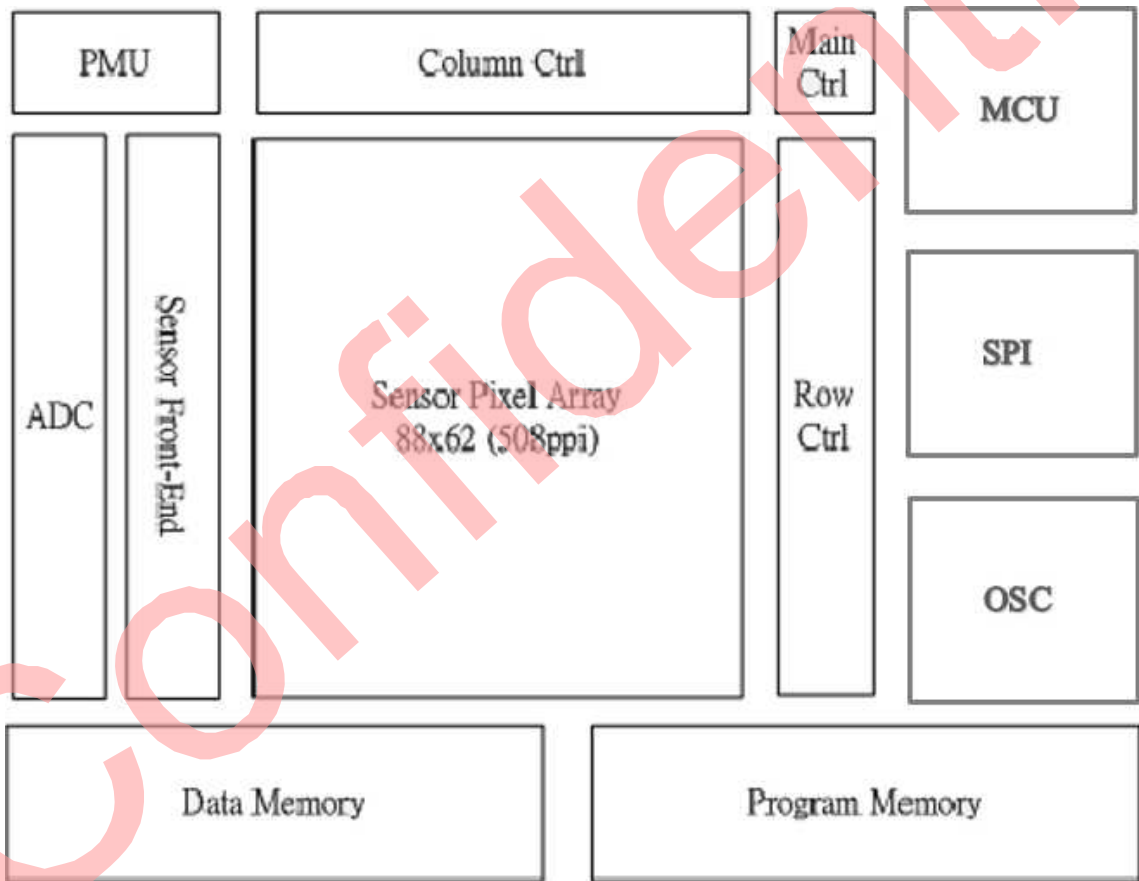 PMU
Column Ctrl
Main
Ctrl
MCU
ADC
Sensor Front-End
Sensor Pixel Array
88x62 (508ppi)
Row
Ctrl
SPI
OSC
Data Memory
Program Memory
Confidenti